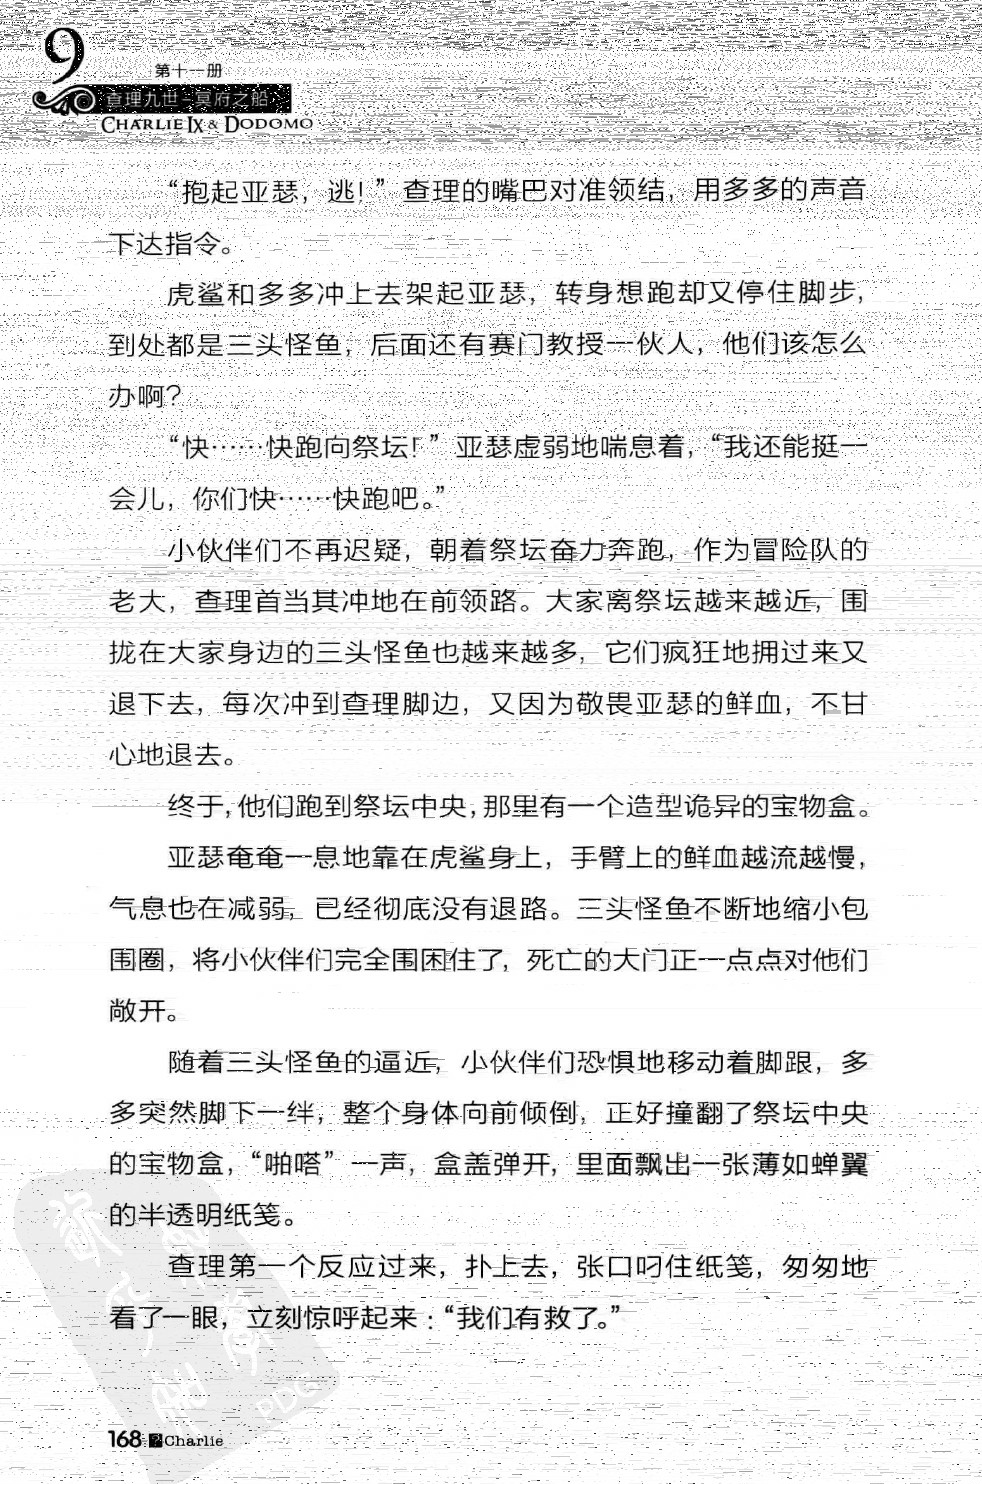 9
第十一册
查理九世·冥府之船
CHARLIE IX & DODOMO
“抱起亚瑟，逃！”查理的嘴巴对准领结，用多多的声音
下达指令。
虎鲨和多多冲上去架起亚瑟，转身想跑却又停住脚步，
到处都是三头怪鱼，后面还有赛门教授一伙人，他们该怎么
办啊？
“快……快跑向祭坛！”亚瑟虚弱地喘息着，“我还能挺一
会儿，你们快……快跑吧。”
小伙伴们不再迟疑，朝着祭坛奋力奔跑，作为冒险队的
老大，查理首当其冲地在前领路。大家离祭坛越来越近，围
拢在大家身边的三头怪鱼也越来越多，它们疯狂地拥过来又
退下去，每次冲到查理脚边，又因为敬畏亚瑟的鲜血，不甘
心地退去。
终于，他们跑到祭坛中央，那里有一个造型诡异的宝物盒。
亚瑟奄奄一息地靠在虎鲨身上，手臂上的鲜血越流越慢，
气息也在减弱，已经彻底没有退路。三头怪鱼不断地缩小包
围圈，将小伙伴们完全围困住了，死亡的大门正一点点对他们
敞开。
随着三头怪鱼的逼近，小伙伴们恐惧地移动着脚跟，多
多突然脚下一绊，整个身体向前倾倒，正好撞翻了祭坛中央
的宝物盒，“啪嗒”一声，盒盖弹开，里面飘出一张薄如蝉翼
的半透明纸笺。
查理第一个反应过来，扑上去，张口叼住纸笺，匆匆地
看了一眼，立刻惊呼起来：“我们有救了。”
PDG
168 Charlie